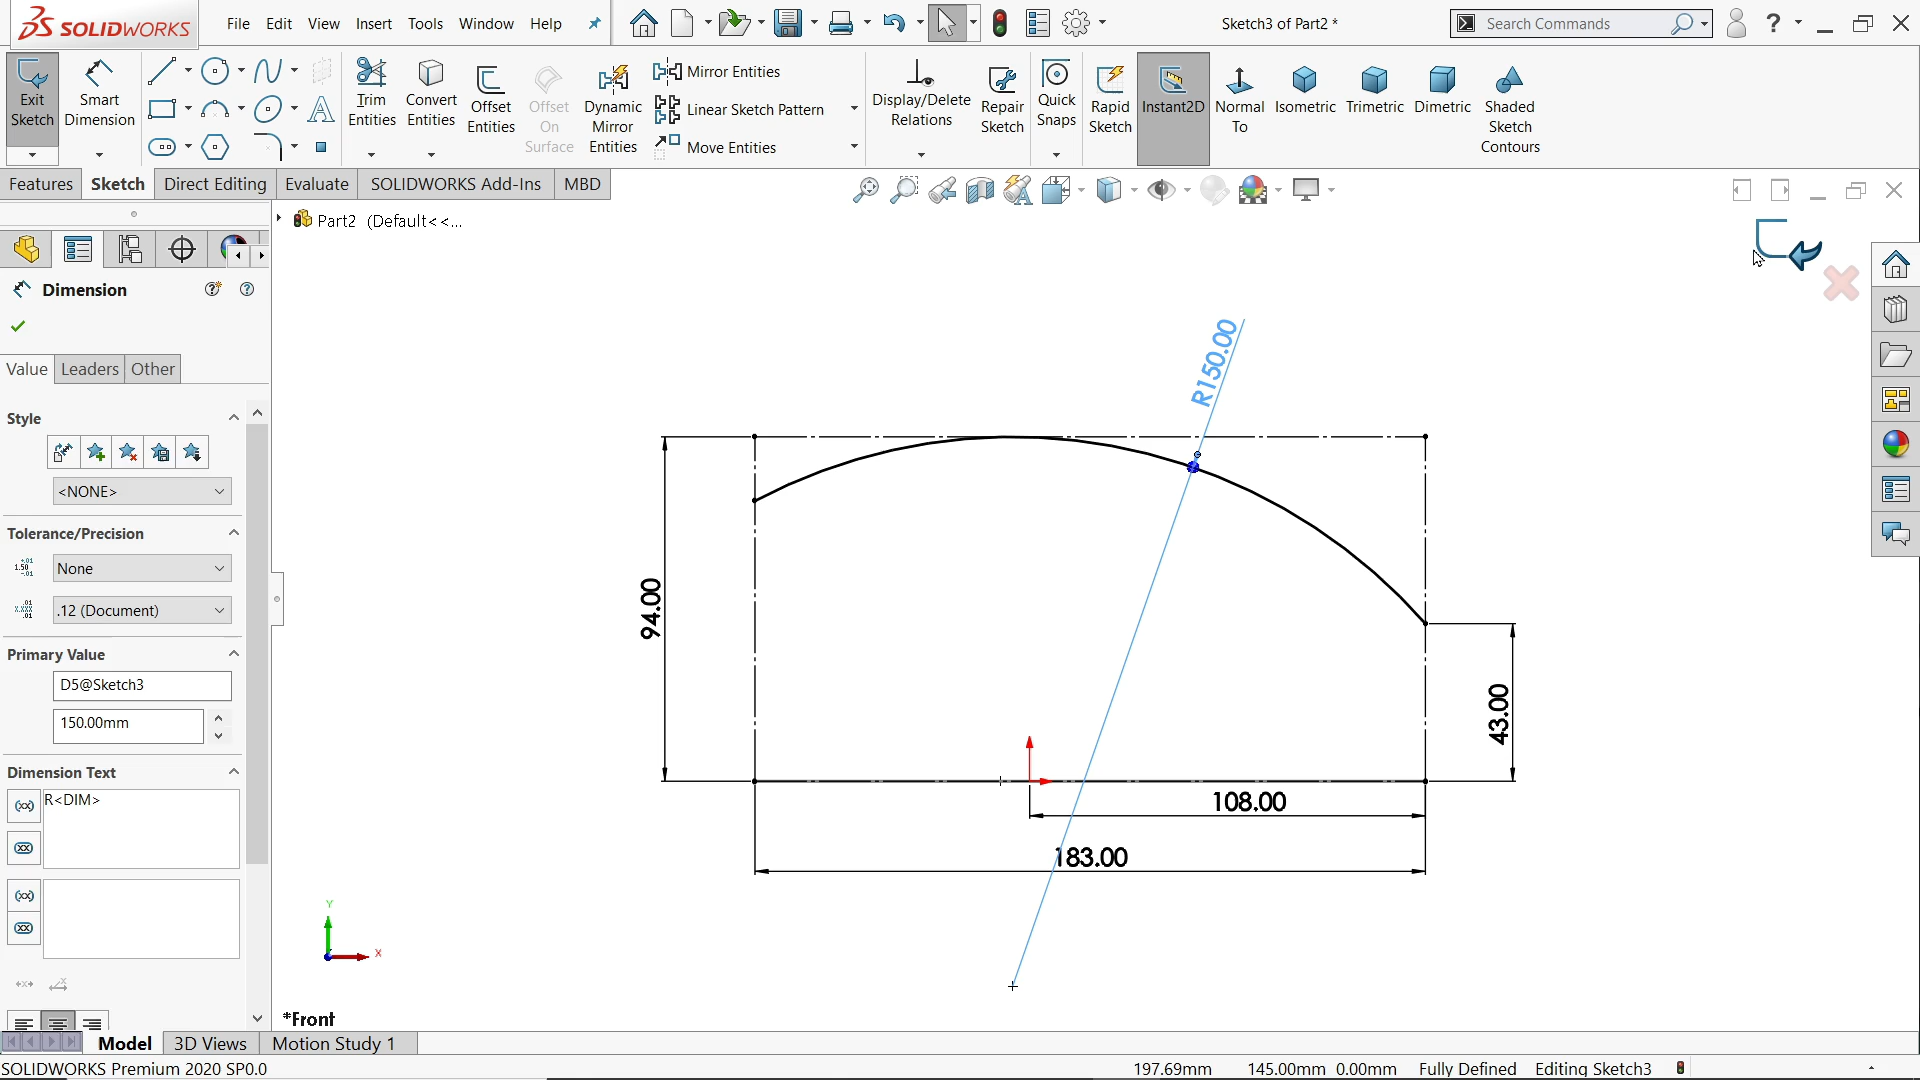 SOLIDWORKS
File Edit View Insert Tools Window Help
Sketch3 of Part2 *
Search Commands
Exit Sketch
Smart Dimension
Trim Entities
Convert Entities
Offset Entities
Offset On Surface
Dynamic Mirror Entities
Mirror Entities
Linear Sketch Pattern
Move Entities
Display/Delete Relations
Repair Sketch
Quick Snaps
Rapid Sketch
Instant2D
Normal To
Isometric
Trimetric
Dimetric
Shaded Sketch Contours
Features Sketch Direct Editing Evaluate SOLIDWORKS Add-Ins MBD
Part2 (Default<<...
Dimension
Value Leaders Other
Style
<NONE>
Tolerance/Precision
None
.12 (Document)
Primary Value
D5@Sketch3
150.00mm
Dimension Text
R<DIM>
R150.00
94.00
43.00
108.00
183.00
Y
X
*Front
Model 3D Views Motion Study 1
SOLIDWORKS Premium 2020 SP0.0
197.69mm 145.00mm 0.00mm Fully Defined Editing Sketch3